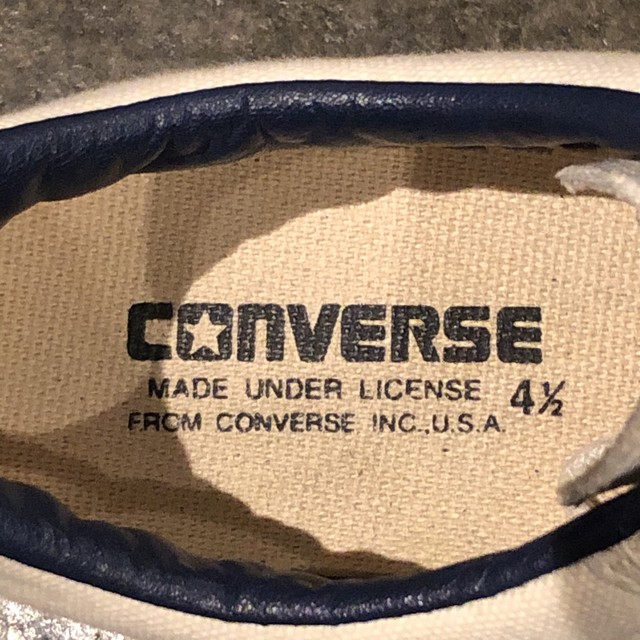 CONVERSE
MADE UNDER LICENSE 4½
FROM CONVERSE INC.,U.S.A.